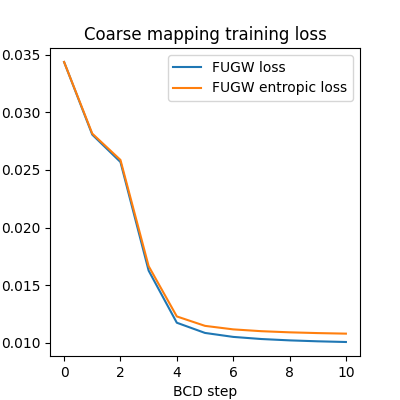 Coarse mapping training loss
FUGW loss
FUGW entropic loss
0.035
0.030
0.025
0.020
0.015
0.010
0 2 4 6 8 10
BCD step